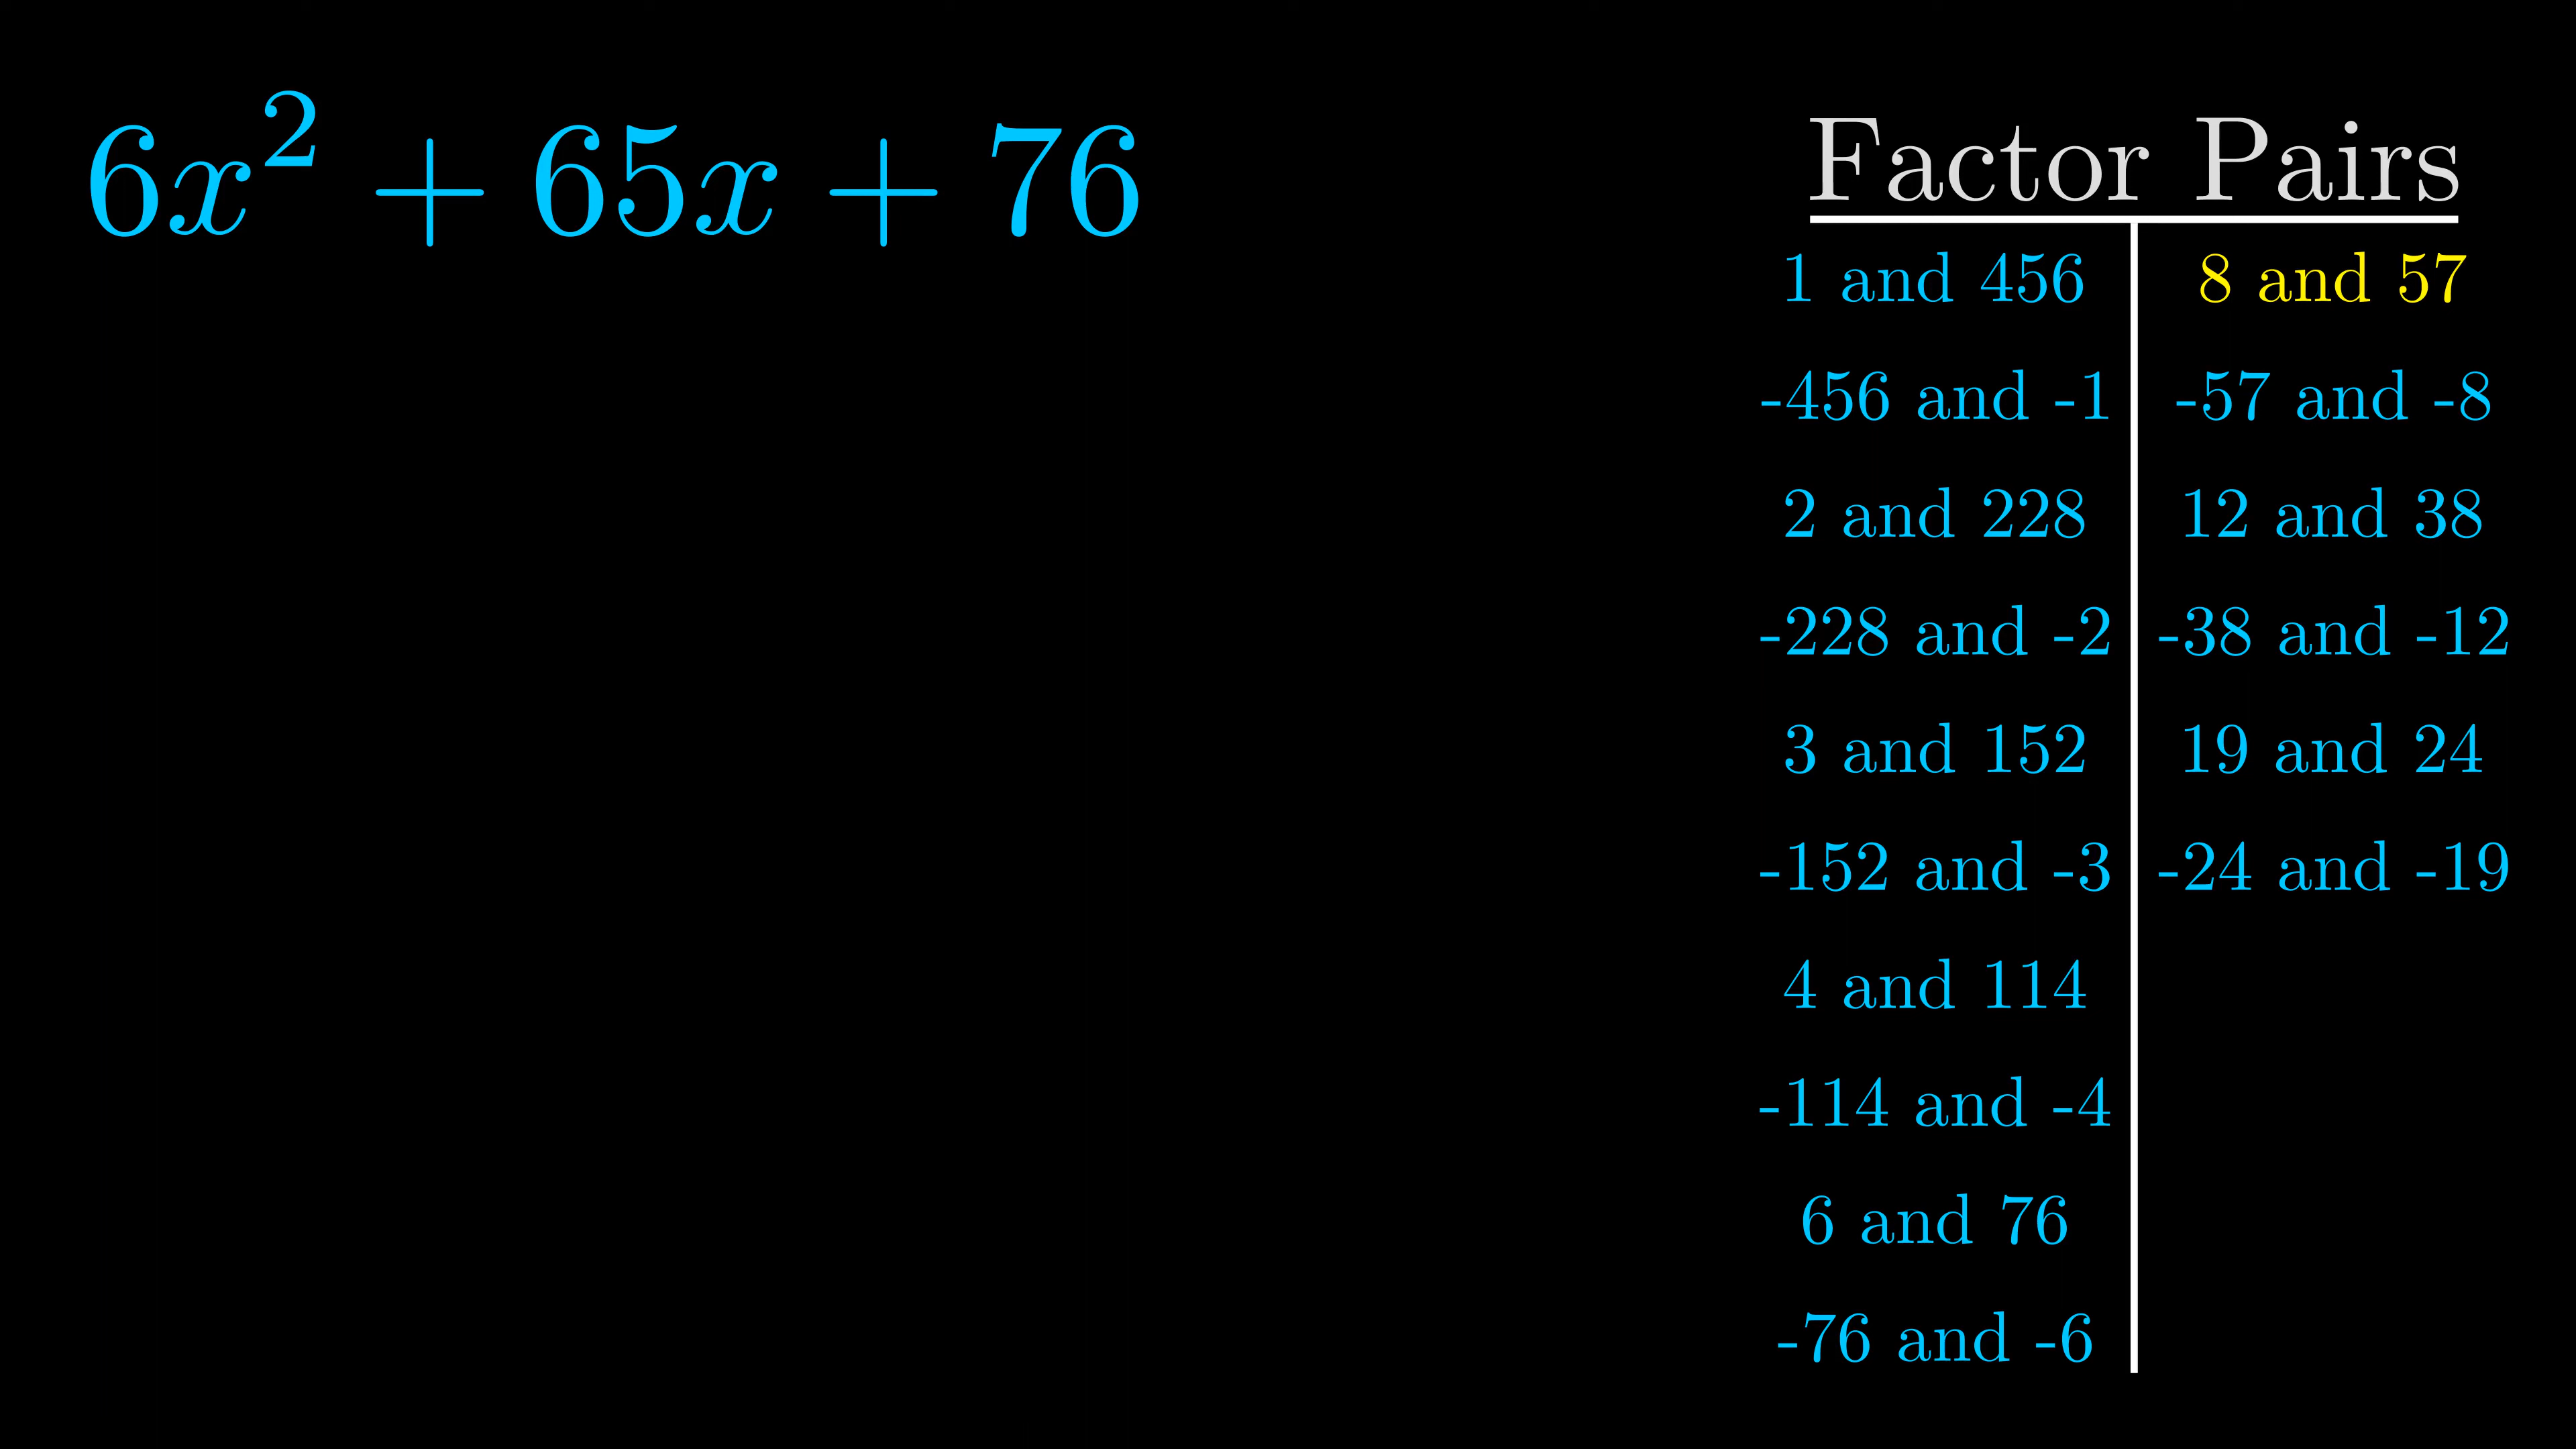 6x² + 65x + 76
Factor Pairs
1 and 456
-456 and -1
2 and 228
-228 and -2
3 and 152
-152 and -3
4 and 114
-114 and -4
6 and 76
-76 and -6
8 and 57
-57 and -8
12 and 38
-38 and -12
19 and 24
-24 and -19